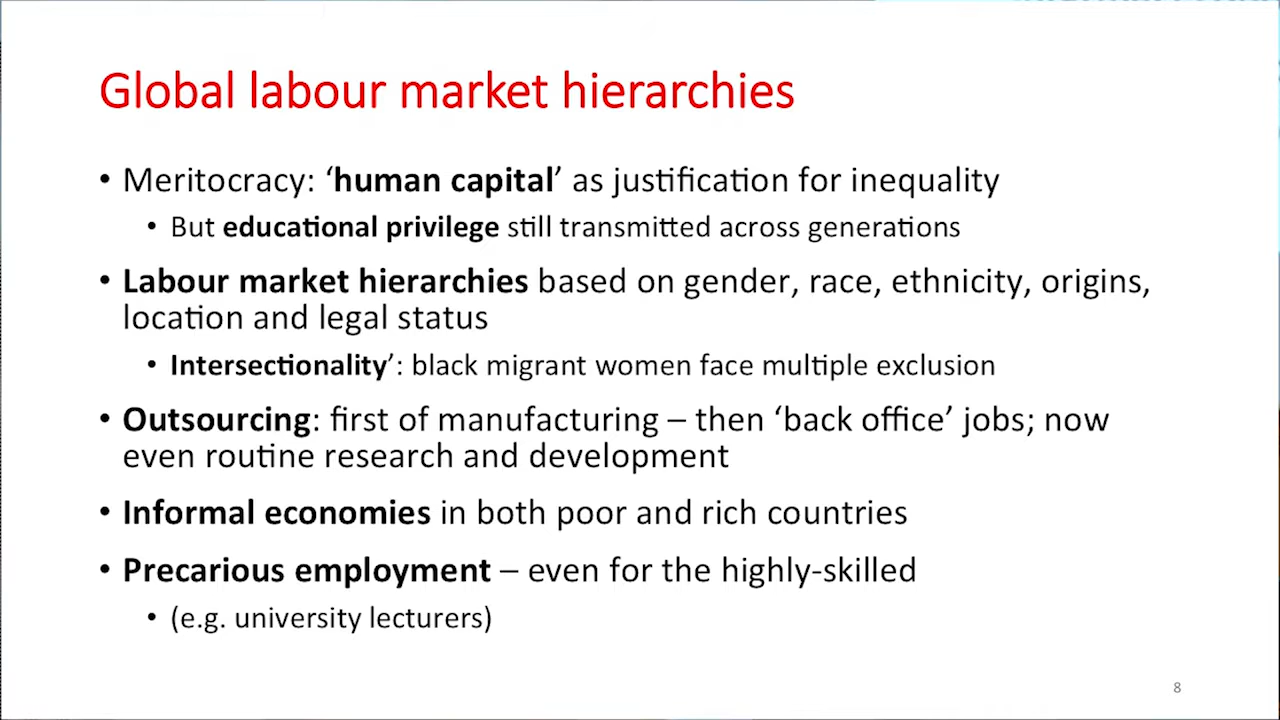 Global labour market hierarchies
• Meritocracy: ‘human capital’ as justification for inequality
• But educational privilege still transmitted across generations
• Labour market hierarchies based on gender, race, ethnicity, origins,
location and legal status
• Intersectionality’: black migrant women face multiple exclusion
• Outsourcing: first of manufacturing – then ‘back office’ jobs; now
even routine research and development
• Informal economies in both poor and rich countries
• Precarious employment – even for the highly-skilled
• (e.g. university lecturers)
8